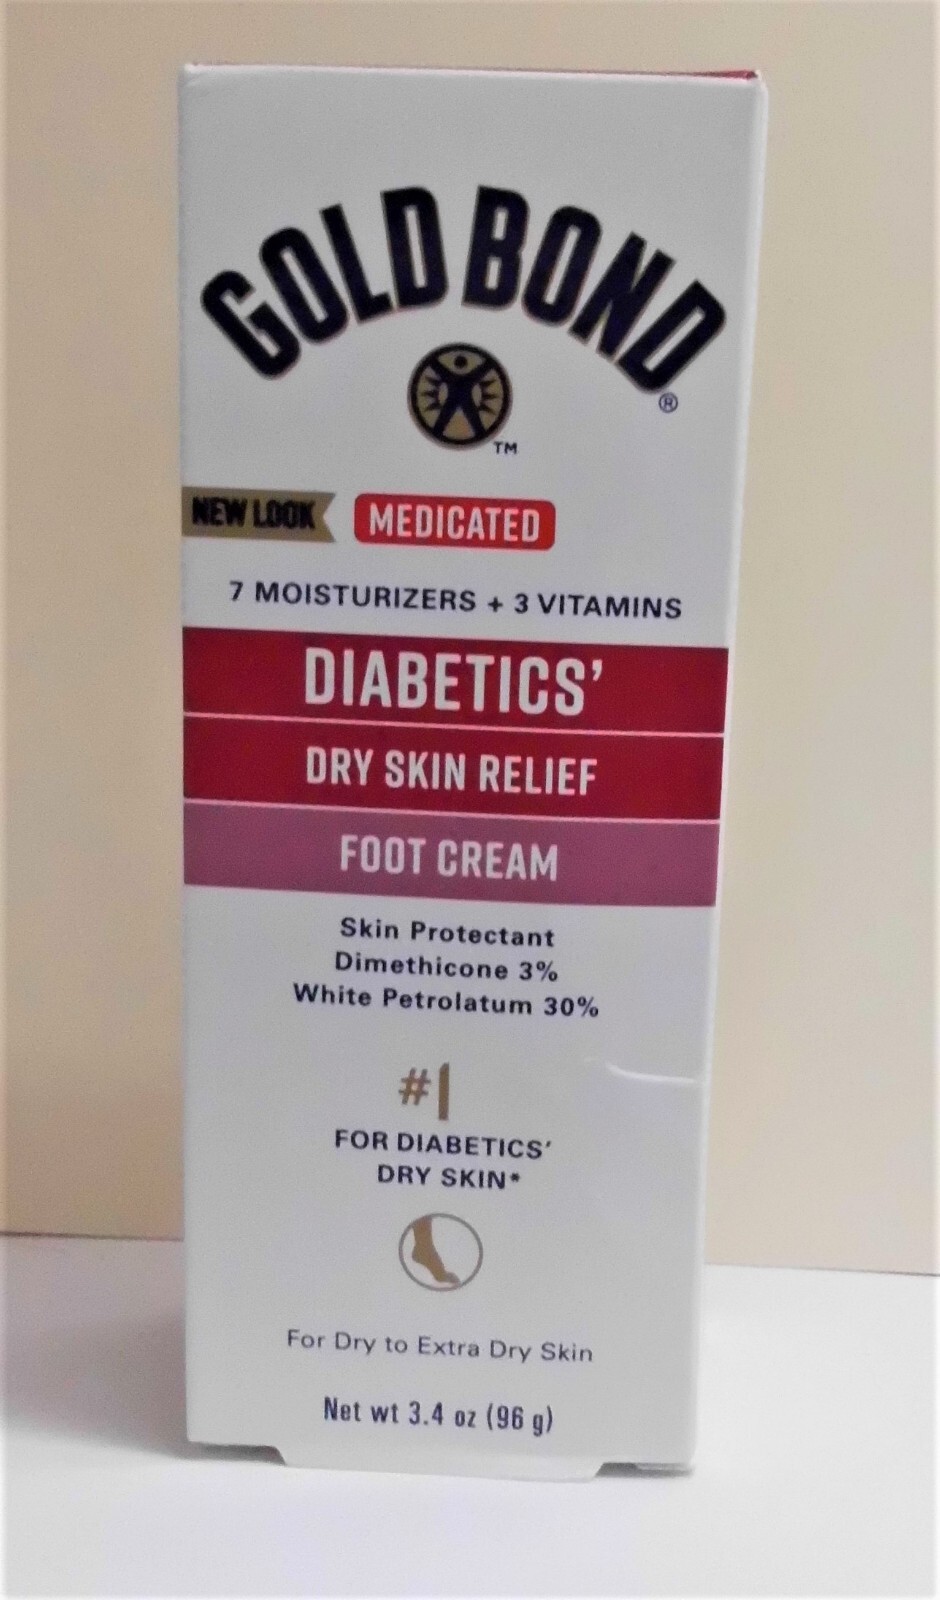 GOLD BOND®
TM
NEW LOOK
MEDICATED
7 MOISTURIZERS + 3 VITAMINS
DIABETICS’
DRY SKIN RELIEF
FOOT CREAM
Skin Protectant
Dimethicone 3%
White Petrolatum 30%
#1
FOR DIABETICS’
DRY SKIN*
For Dry to Extra Dry Skin
Net wt 3.4 oz (96 g)